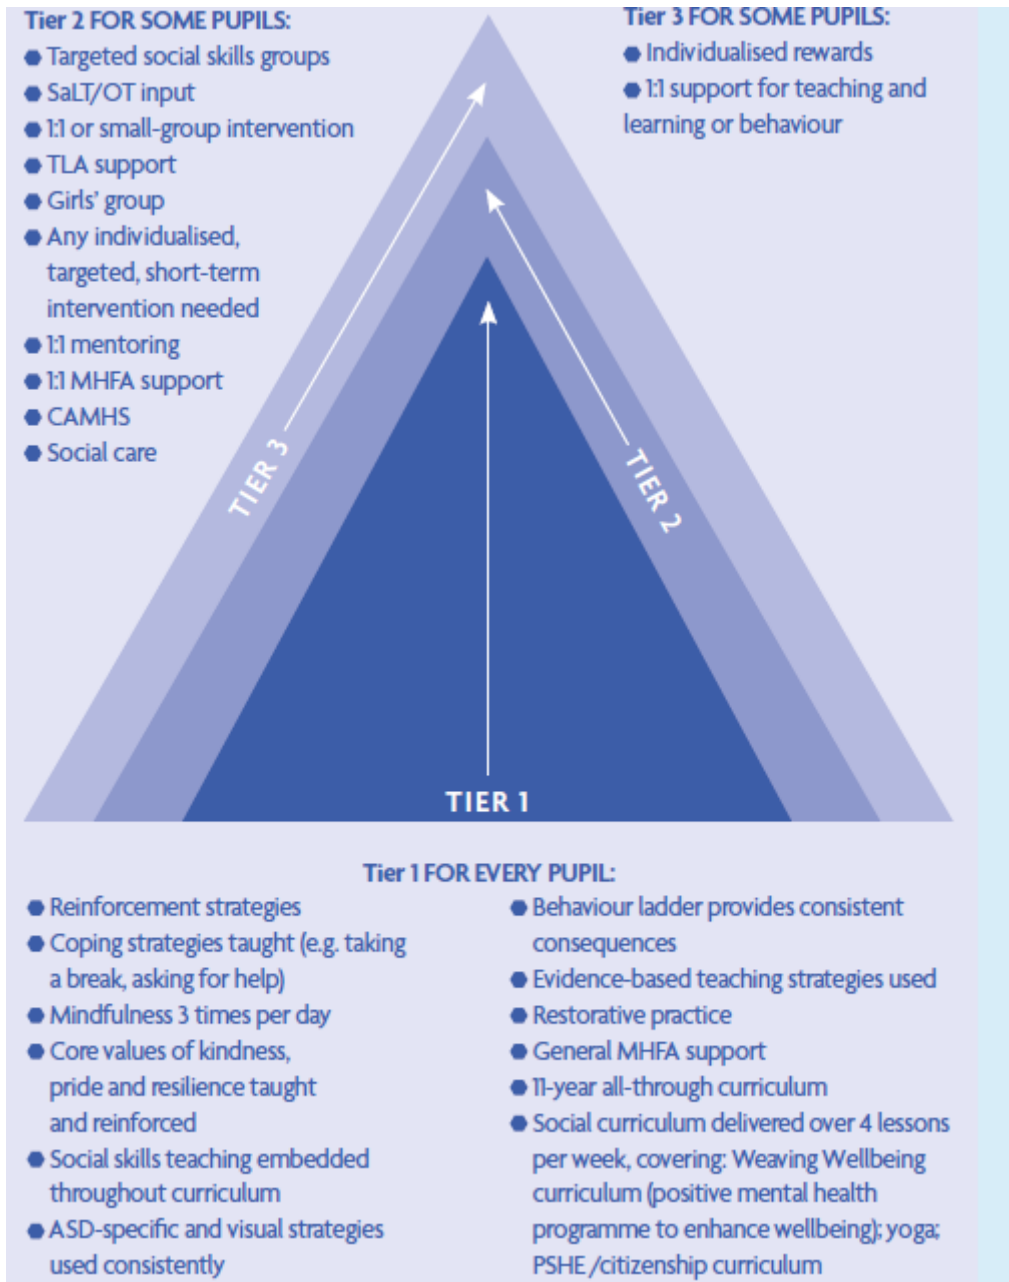 Tier 2 FOR SOME PUPILS:
● Targeted social skills groups
● SaLT/OT input
● 1:1 or small-group intervention
● TLA support
● Girls' group
● Any individualised,
targeted, short-term
intervention needed
● 1:1 mentoring
● 1:1 MHFA support
● CAMHS
● Social care
Tier 3 FOR SOME PUPILS:
● Individualised rewards
● 1:1 support for teaching and
learning or behaviour
TIER 3
TIER 2
TIER 1
Tier 1 FOR EVERY PUPIL:
● Reinforcement strategies
● Coping strategies taught (e.g. taking
a break, asking for help)
● Mindfulness 3 times per day
● Core values of kindness,
pride and resilience taught
and reinforced
● Social skills teaching embedded
throughout curriculum
● ASD-specific and visual strategies
used consistently
● Behaviour ladder provides consistent
consequences
● Evidence-based teaching strategies used
● Restorative practice
● General MHFA support
● 11-year all-through curriculum
● Social curriculum delivered over 4 lessons
per week, covering: Weaving Wellbeing
curriculum (positive mental health
programme to enhance wellbeing); yoga;
PSHE /citizenship curriculum